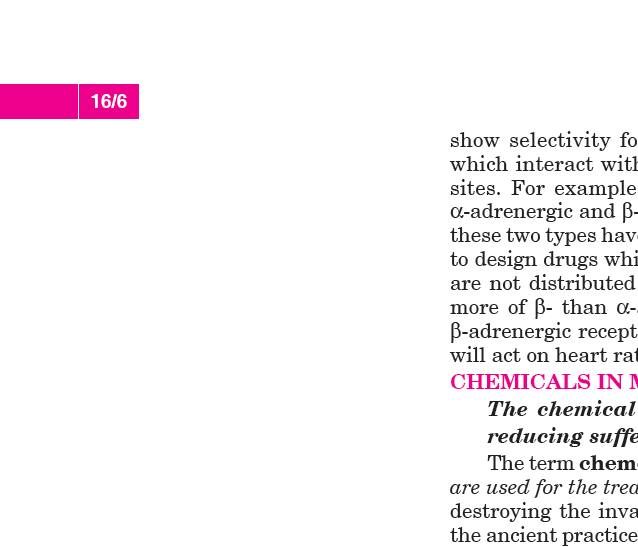 16/6
show selectivity fo
which interact with
sites. For example
α-adrenergic and β-
these two types have
to design drugs whi
are not distributed
more of β- than α-
β-adrenergic recept
will act on heart rat
CHEMICALS IN M
The chemical
reducing suffe
The term chem
are used for the trea
destroying the inva
the ancient practice